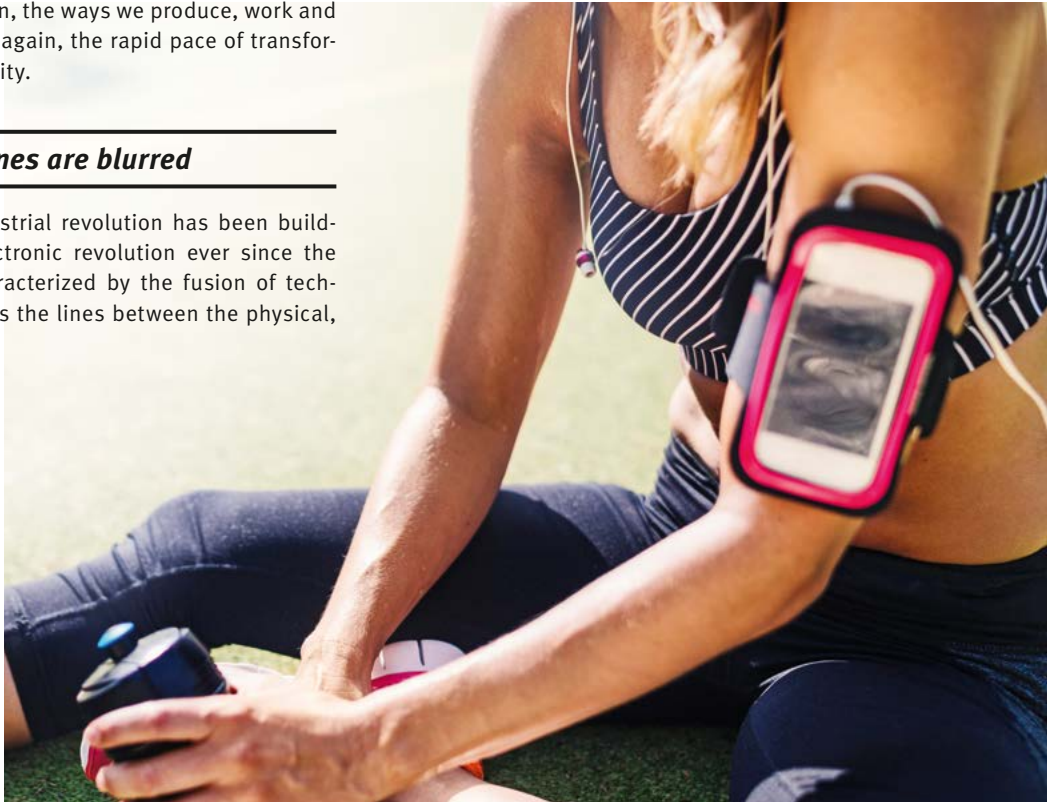 n, the ways we produce, work and
again, the rapid pace of transfor-
ity.
nes are blurred
ustrial revolution has been build-
ctronic revolution ever since the
racterized by the fusion of tech-
s the lines between the physical,